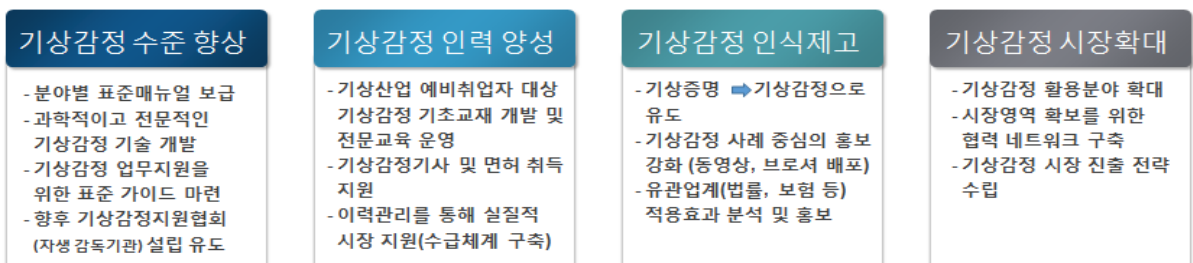 기상감정 수준 향상
- 분야별 표준매뉴얼 보급
- 과학적이고 전문적인
기상감정 기술 개발
- 기상감정 업무지원을
위한 표준 가이드 마련
- 향후 기상감정지원협회
(자생 감독기관) 설립 유도
기상감정 인력 양성
- 기상산업 예비취업자 대상
기상감정 기초교재 개발 및
전문교육 운영
- 기상감정기사 및 면허 취득
지원
- 이력관리를 통해 실질적
시장 지원(수급체계 구축)
기상감정 인식제고
- 기상증명 ➡기상감정으로
유도
- 기상감정 사례 중심의 홍보
강화 (동영상, 브로셔 배포)
- 유관업계(법률, 보험 등)
적용효과 분석 및 홍보
기상감정 시장확대
- 기상감정 활용분야 확대
- 시장영역 확보를 위한
협력 네트워크 구축
- 기상감정 시장 진출 전략
수립